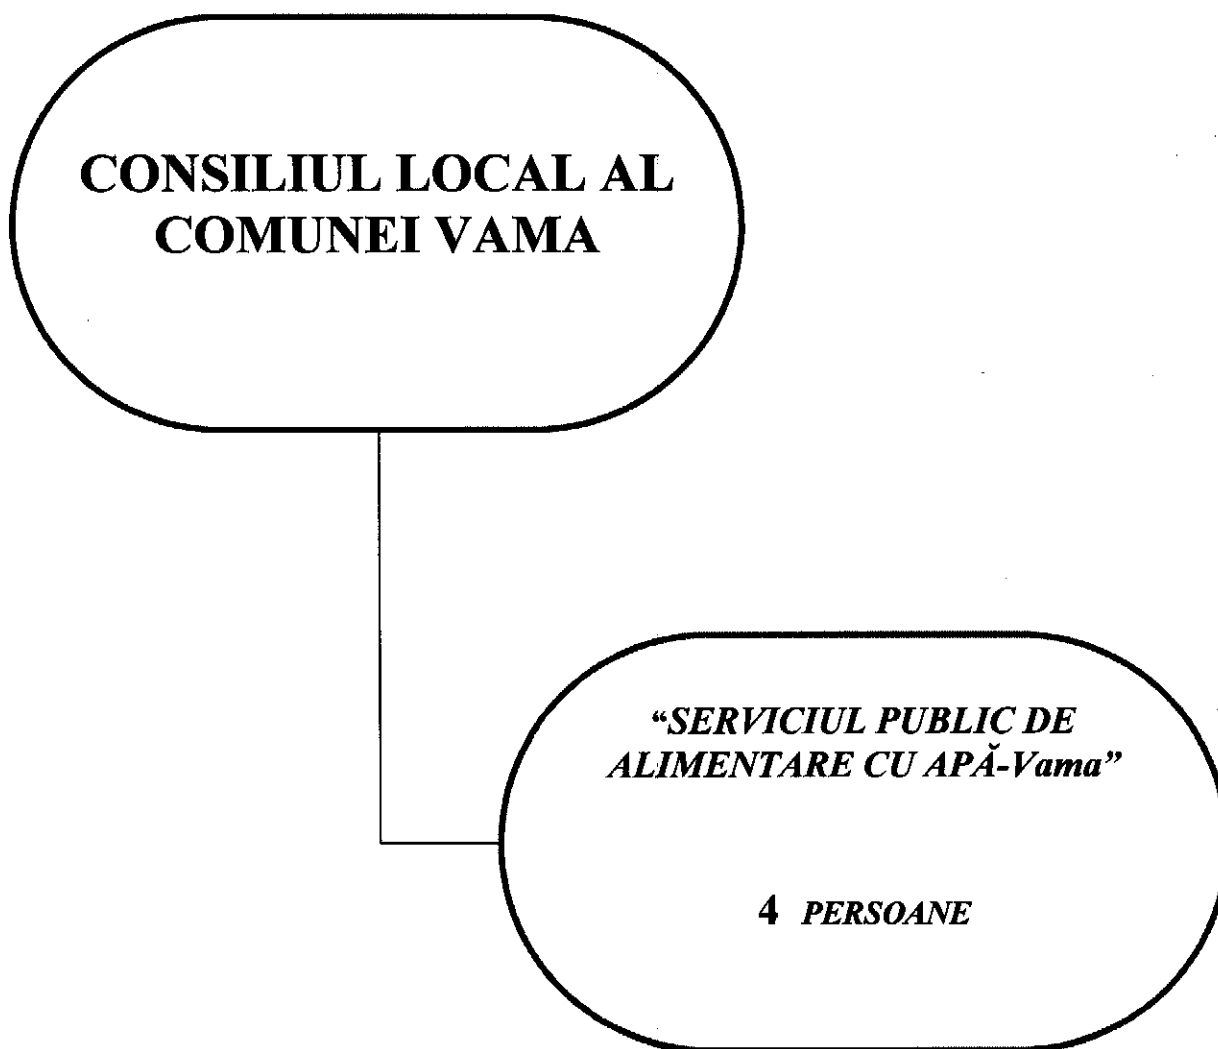 CONSILIUL LOCAL AL
COMUNEI VAMA
“SERVICIUL PUBLIC DE
ALIMENTARE CU APĂ-Vama”
4 PERSOANE